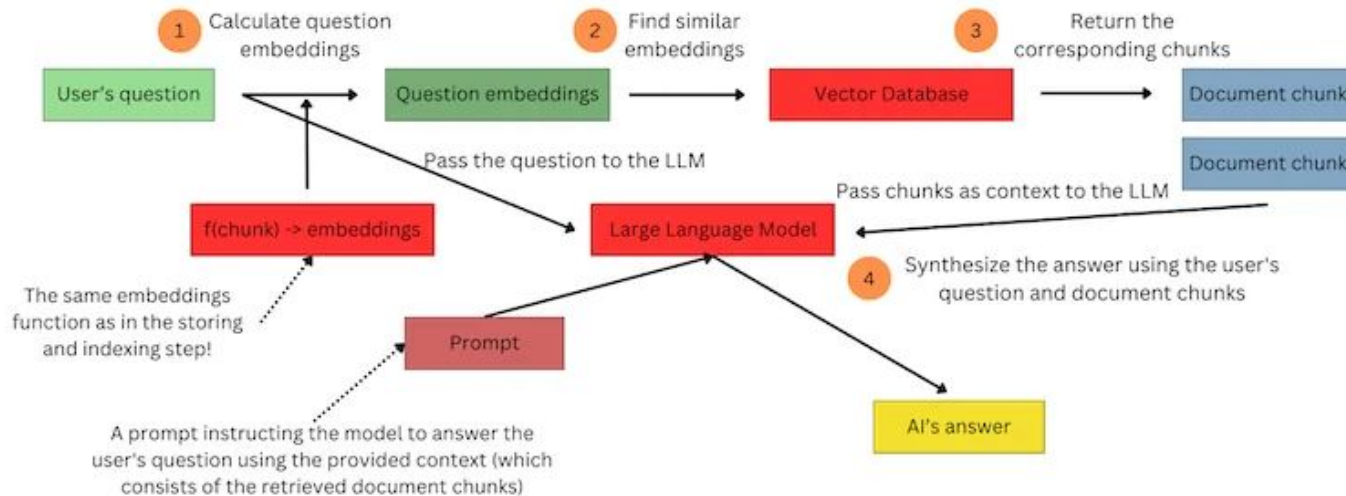 1
Calculate question
embeddings
2
Find similar
embeddings
3
Return the
corresponding chunks
User's question
Question embeddings
Vector Database
Document chunk
Document chunk
Pass the question to the LLM
Pass chunks as context to the LLM
f(chunk) -> embeddings
Large Language Model
4
Synthesize the answer using the user's
question and document chunks
The same embeddings
function as in the storing
and indexing step!
Prompt
AI's answer
A prompt instructing the model to answer the
user's question using the provided context (which
consists of the retrieved document chunks)